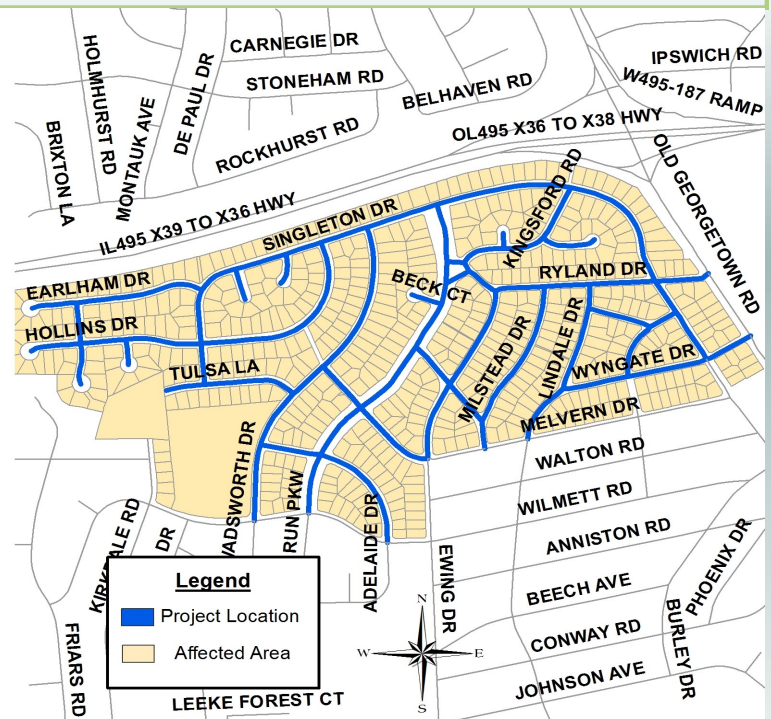 CARNEGIE DR
STONEHAM RD
HOLMHURST RD
DE PAUL DR
BELHAVEN RD
IPSWICH RD
W495-187 RAMP
BRIXTON LA
MONTAUK AVE
ROCKHURST RD
OL495 X36 TO X38 HWY
OLD GEORGETOWN RD
IL495 X39 TO X36 HWY
SINGLETON DR
KINGSFORD RD
EARLHAM DR
RYLAND DR
BECK CT
HOLLINS DR
MILSTEAD DR
LINDALE DR
TULSA LA
WYNGATE DR
MELVERN DR
WALTON RD
WADSWORTH DR
RUN PKW
ADELAIDE DR
WILMETT RD
ANNISTON RD
DR
EWING DR
BEECH AVE
PHOENIX DR
BURLEY DR
CONWAY RD
JOHNSON AVE
FRIARS RD
LEEKE FOREST CT
Legend
Project Location
Affected Area
N
W
E
S